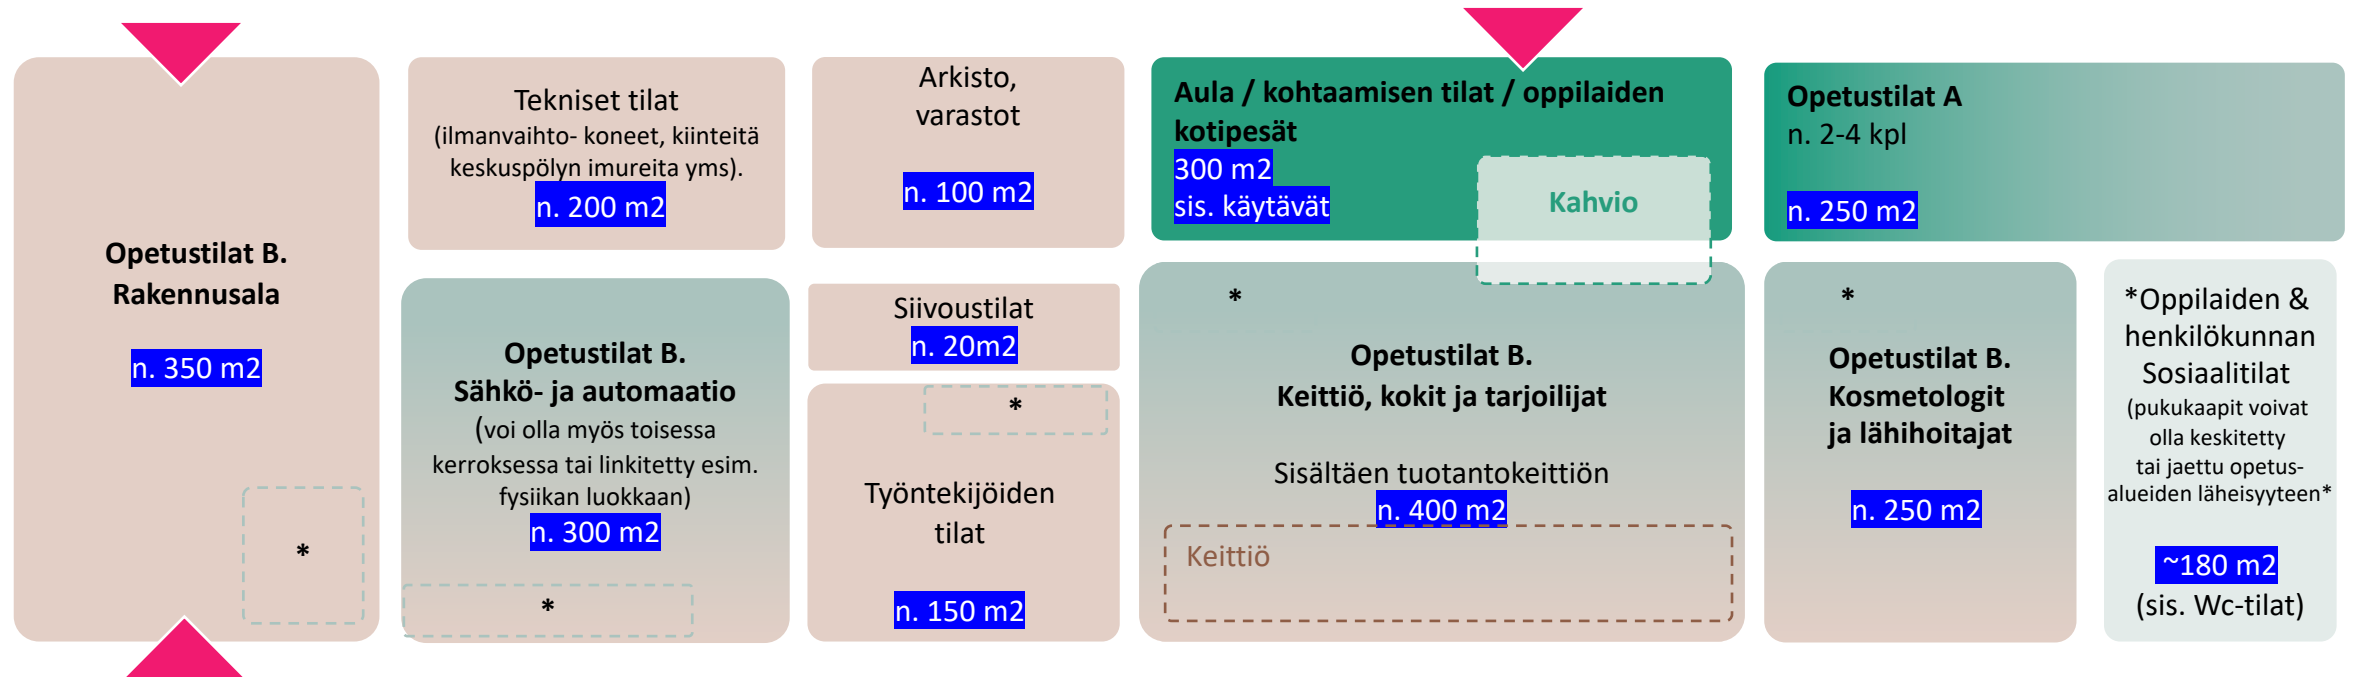 Opetustilat B.
Rakennusala
n. 350 m2
*
Tekniset tilat
(ilmanvaihto- koneet, kiinteitä
keskuspölyn imureita yms).
n. 200 m2
Opetustilat B.
Sähkö- ja automaatio
(voi olla myös toisessa
kerroksessa tai linkitetty esim.
fysiikan luokkaan)
n. 300 m2
*
Arkisto,
varastot
n. 100 m2
Siivoustilat
n. 20m2
*
Työntekijöiden
tilat
n. 150 m2
Aula / kohtaamisen tilat / oppilaiden
kotipesät
300 m2
sis. käytävät
Kahvio
*
Opetustilat B.
Keittiö, kokit ja tarjoilijat
Sisältäen tuotantokeittiön
n. 400 m2
Keittiö
Opetustilat A
n. 2-4 kpl
n. 250 m2
*
Opetustilat B.
Kosmetologit
ja lähihoitajat
n. 250 m2
*Oppilaiden &
henkilökunnan
Sosiaalitilat
(pukukaapit voivat
olla keskitetty
tai jaettu opetus-
alueiden läheisyyteen*
~180 m2
(sis. Wc-tilat)